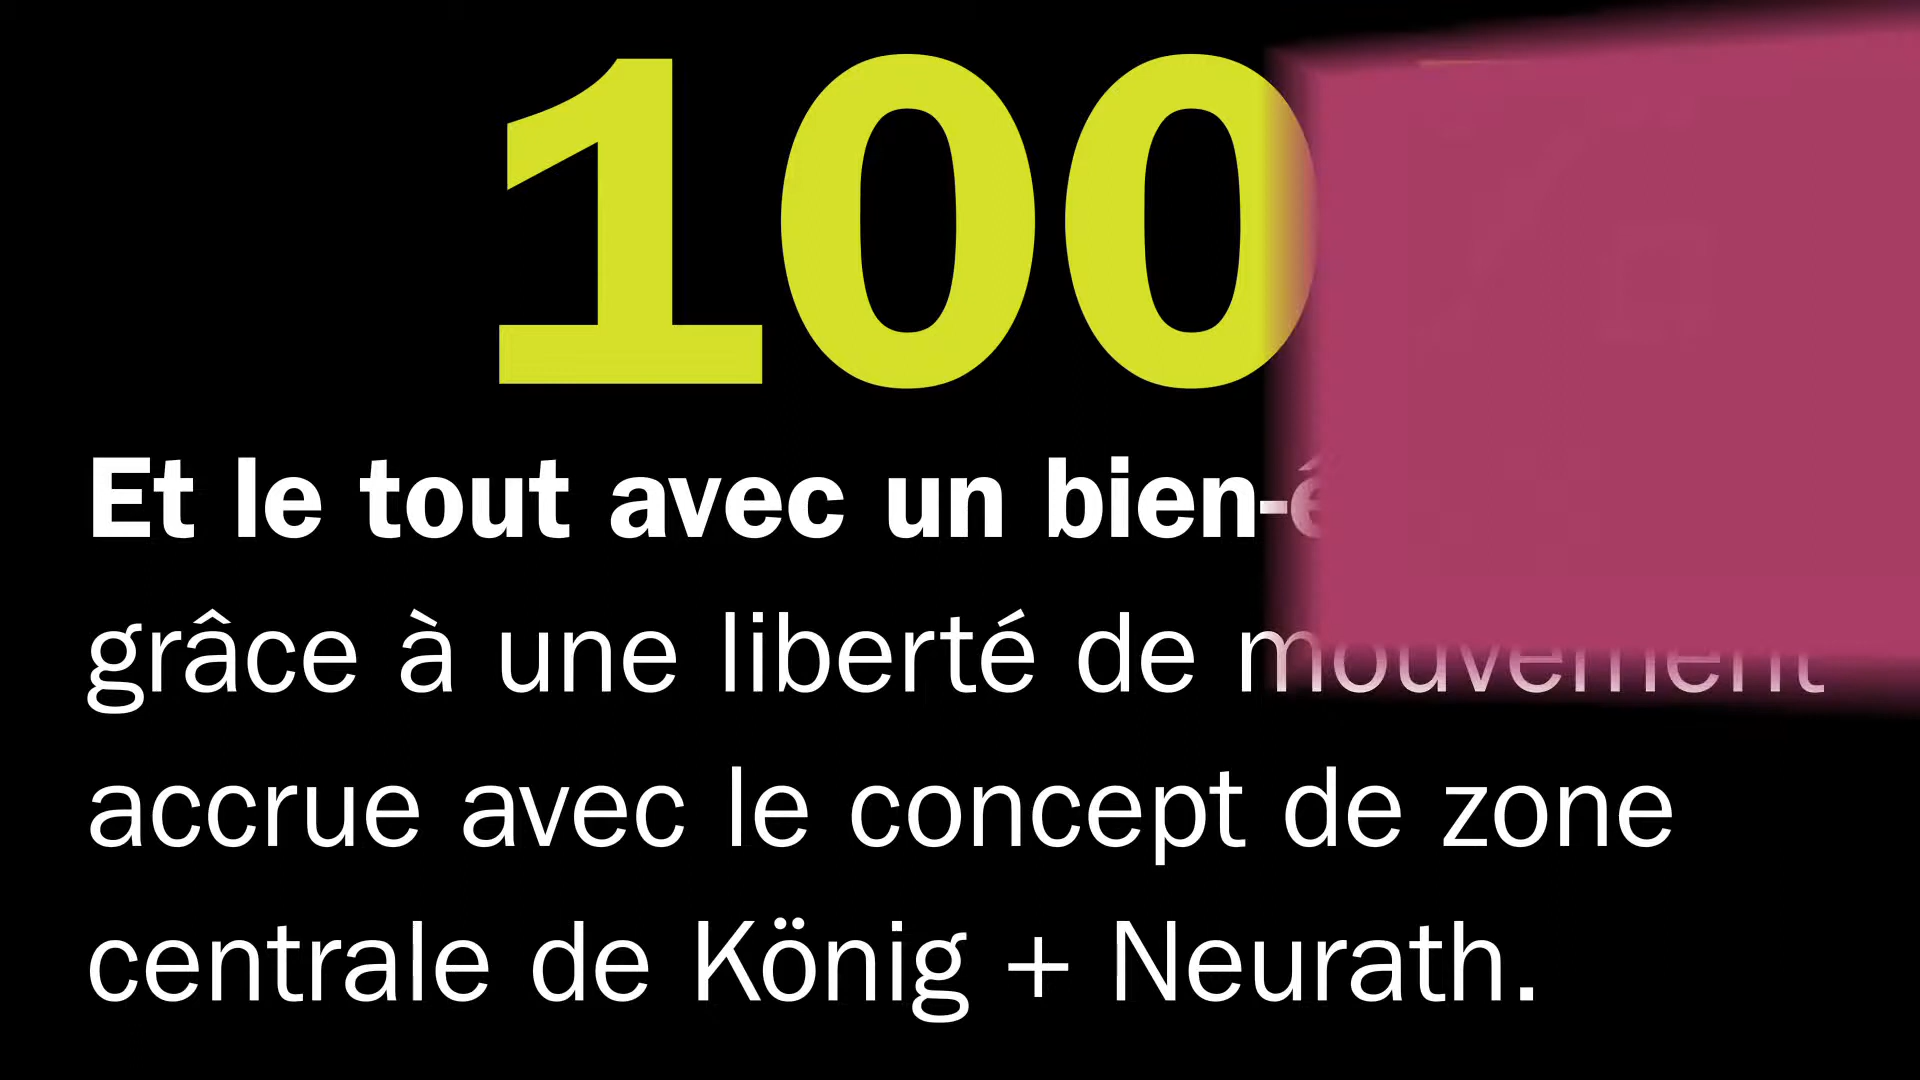 100
Et le tout avec un bien-
grâce à une liberté de mouvement
accrue avec le concept de zone
centrale de König + Neurath.